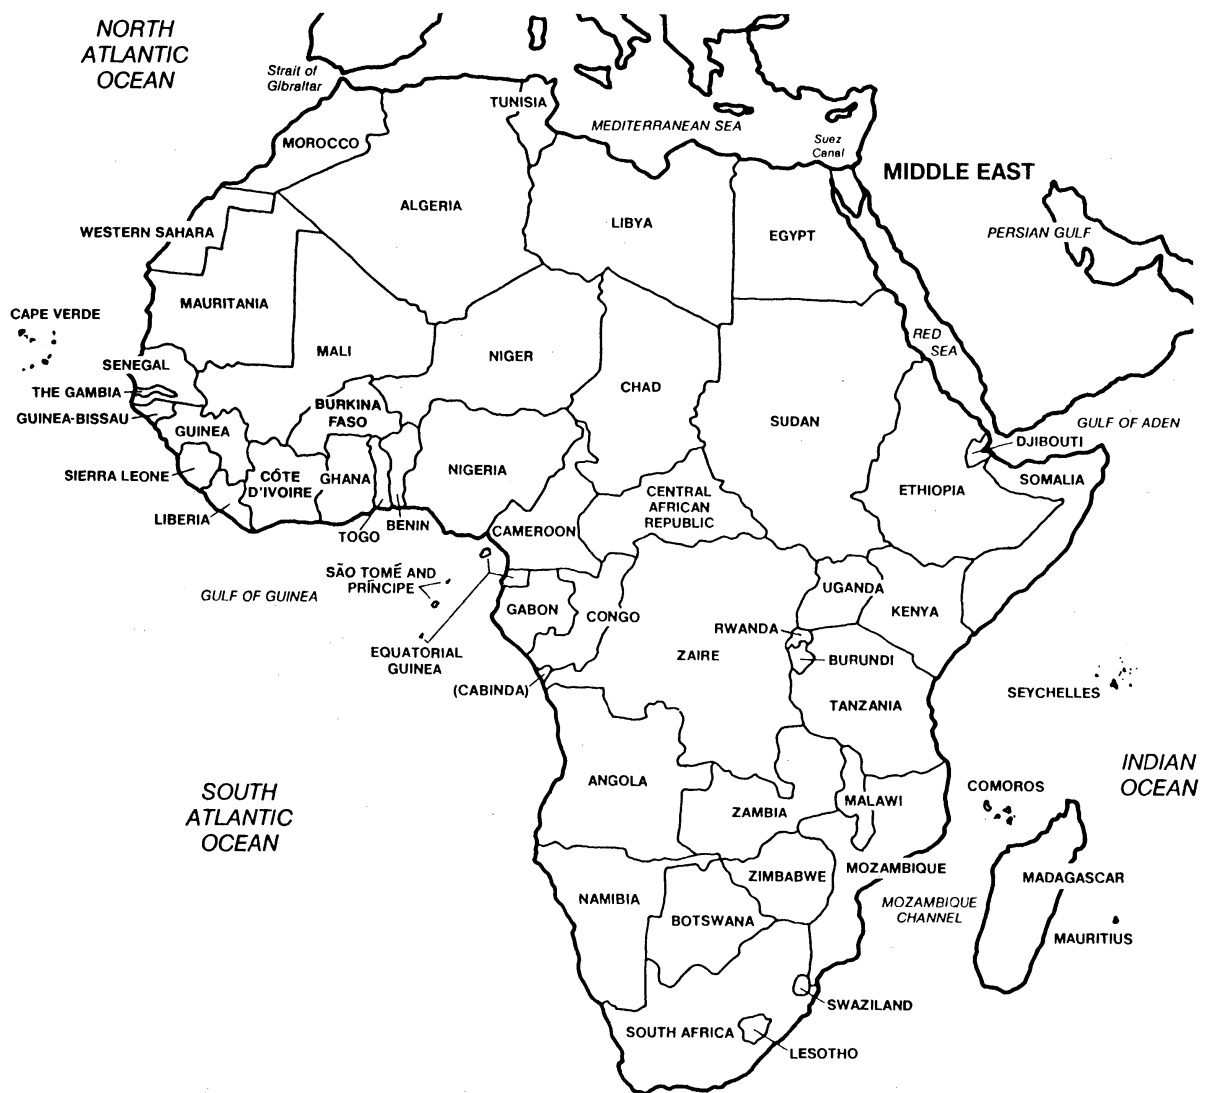 NORTH
ATLANTIC
OCEAN
Strait of
Gibraltar
TUNISIA
MEDITERRANEAN SEA
Suez
Canal
MOROCCO
MIDDLE EAST
ALGERIA
LIBYA
EGYPT
WESTERN SAHARA
PERSIAN GULF
MAURITANIA
CAPE VERDE
RED
SEA
MALI
NIGER
SENEGAL
CHAD
THE GAMBIA
BURKINA
FASO
GUINEA-BISSAU
SUDAN
GULF OF ADEN
GUINEA
DJIBOUTI
NIGERIA
SIERRA LEONE
CÔTE
D'IVOIRE
GHANA
SOMALIA
ETHIOPIA
CENTRAL
AFRICAN
REPUBLIC
LIBERIA
BENIN
TOGO
CAMEROON
SÃO TOMÉ AND
PRÍNCIPE
GULF OF GUINEA
UGANDA
GABON
CONGO
KENYA
RWANDA
EQUATORIAL
GUINEA
ZAIRE
BURUNDI
(CABINDA)
SEYCHELLES
TANZANIA
INDIAN
OCEAN
ANGOLA
COMOROS
SOUTH
ATLANTIC
OCEAN
MALAWI
ZAMBIA
MOZAMBIQUE
ZIMBABWE
MADAGASCAR
NAMIBIA
MOZAMBIQUE
CHANNEL
BOTSWANA
MAURITIUS
SWAZILAND
SOUTH AFRICA
LESOTHO